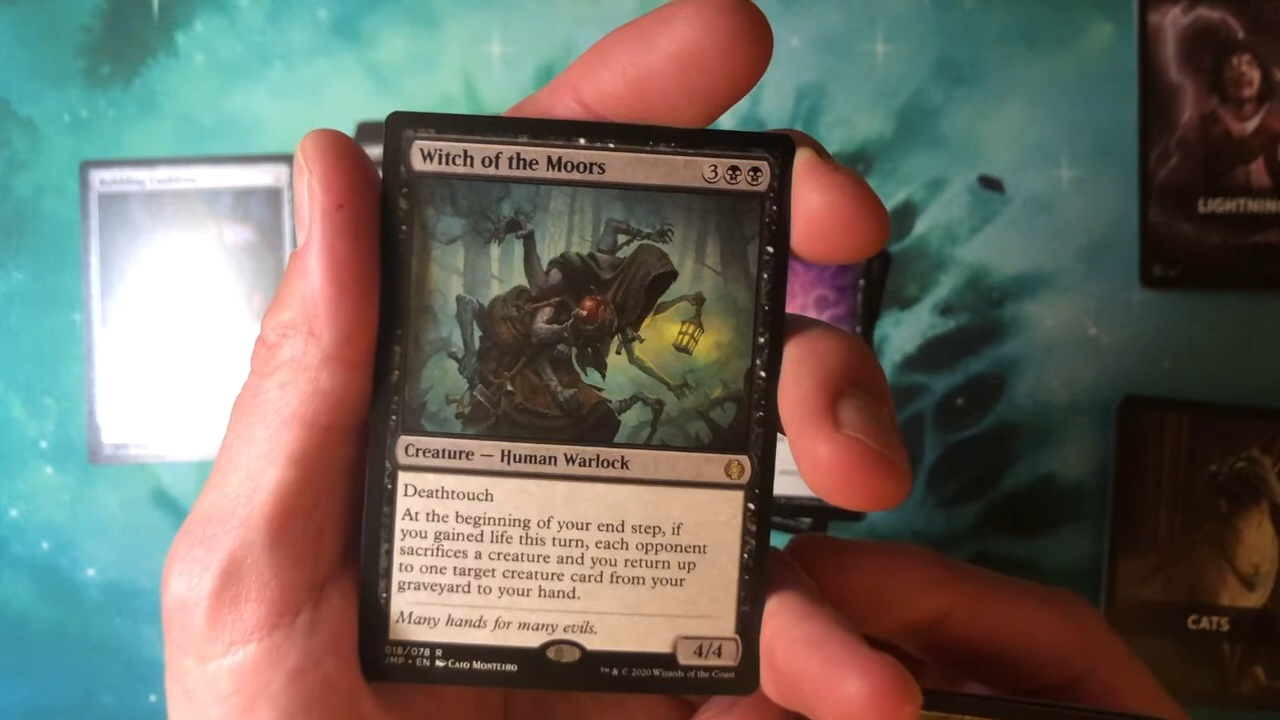 Witch of the Moors
3
Creature — Human Warlock
Deathtouch
At the beginning of your end step, if
you gained life this turn, each opponent
sacrifices a creature and you return up
to one target creature card from your
graveyard to your hand.
Many hands for many evils.
4/4
018/078 R
JMP • EN Caio Monteiro
™ & © 2020 Wizards of the Coast
Bubbling Cauldron
LIGHTNIN
CATS